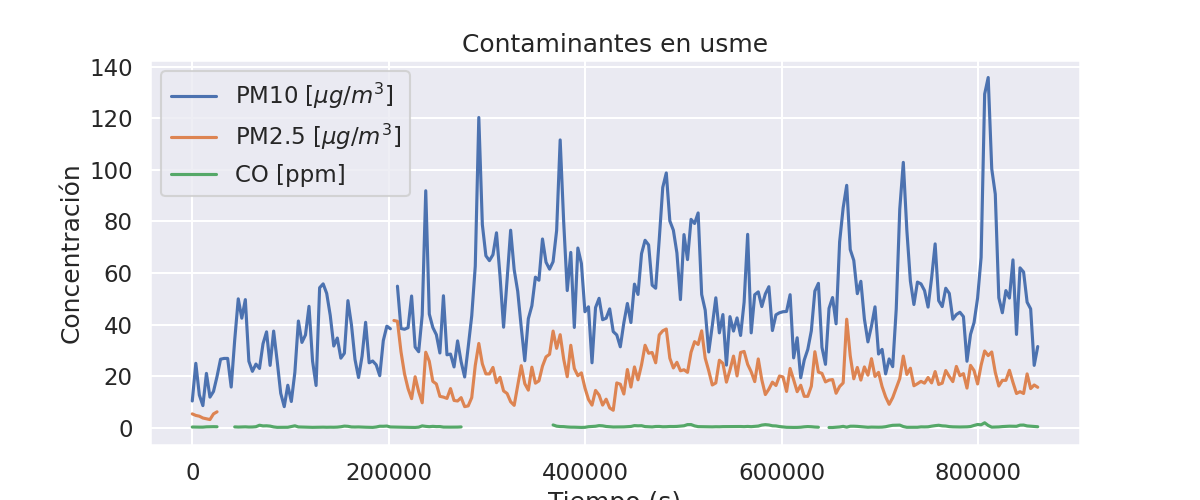 Contaminantes en usme
PM10 [μg/m³]
PM2.5 [μg/m³]
CO [ppm]
Concentración
140
120
100
80
60
40
20
0
0 200000 400000 600000 800000
Tiempo (s)